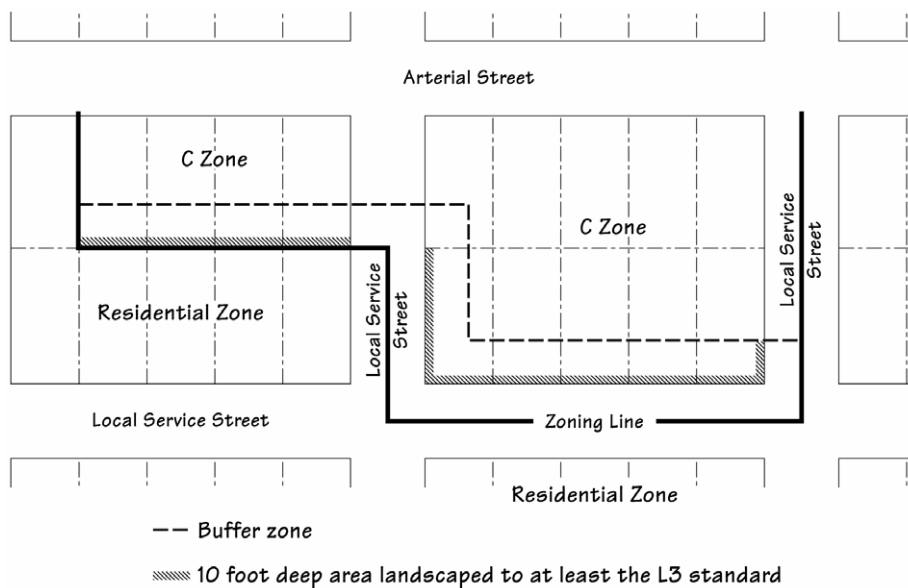 Arterial Street
C Zone
C Zone
Local Service
Street
Residential Zone
Local Service
Street
Local Service Street
Zoning Line
Residential Zone
Buffer zone
10 foot deep area landscaped to at least the L3 standard